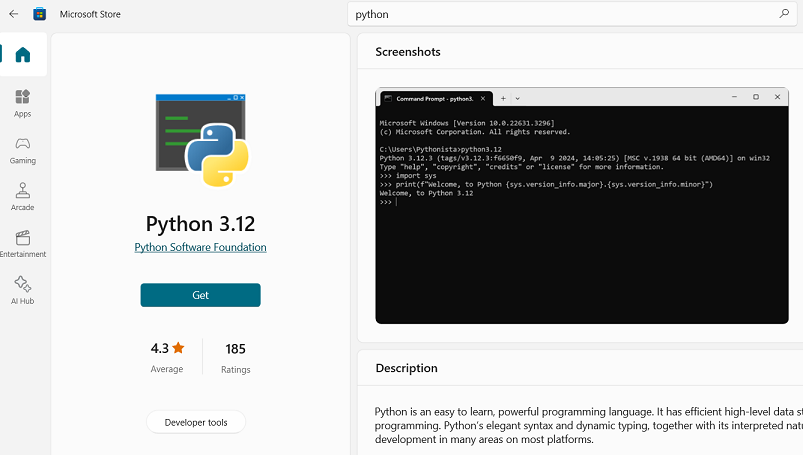 Microsoft Store
python
Apps
Gaming
Arcade
Entertainment
AI Hub
Python 3.12
Python Software Foundation
Get
4.3
Average
185
Ratings
Developer tools
Screenshots
Command Prompt - python3.
Microsoft Windows [Version 10.0.22631.3296]
(c) Microsoft Corporation. All rights reserved.
C:\Users\Pythonista>python3.12
Python 3.12.3 (tags/v3.12.3:f6650f9, Apr  9 2024, 14:05:25) [MSC v.1938 64 bit (AMD64)] on win32
Type "help", "copyright", "credits" or "license" for more information.
>>> import sys
>>> print(f"Welcome, to Python {sys.version_info.major}.{sys.version_info.minor}")
Welcome, to Python 3.12
>>>
Description
Python is an easy to learn, powerful programming language. It has efficient high-level data st
programming. Python's elegant syntax and dynamic typing, together with its interpreted natu
development in many areas on most platforms.